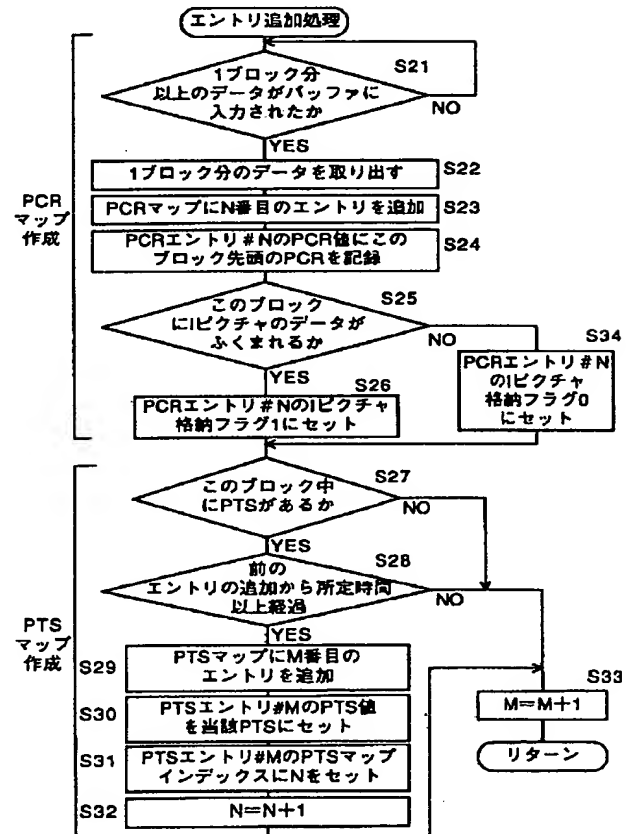 エントリ追加処理
S21
1ブロック分
以上のデータがバッファに
入力されたか
NO
YES
1ブロック分のデータを取り出す
S22
PCR
マップ
作成
PCRマップにN番目のエントリを追加
S23
PCRエントリ#NのPCR値にこの
ブロック先頭のPCRを記録
S24
S25
このブロック
にIピクチャのデータが
ふくまれるか
NO
YES
S34
PCRエントリ#N
のIピクチャ
格納フラグ0
にセット
S26
PCRエントリ#NのIピクチャ
格納フラグ1にセット
S27
このブロック中
にPTSがあるか
NO
YES
S28
前の
エントリの追加から所定時間
以上経過
NO
YES
PTS
マップ
作成
S29
PTSマップにM番目の
エントリを追加
S30
PTSエントリ#MのPTS値
を当該PTSにセット
S31
PTSエントリ#MのPTSマップ
インデックスにNをセット
S32
N=N+1
S33
M=M+1
リターン